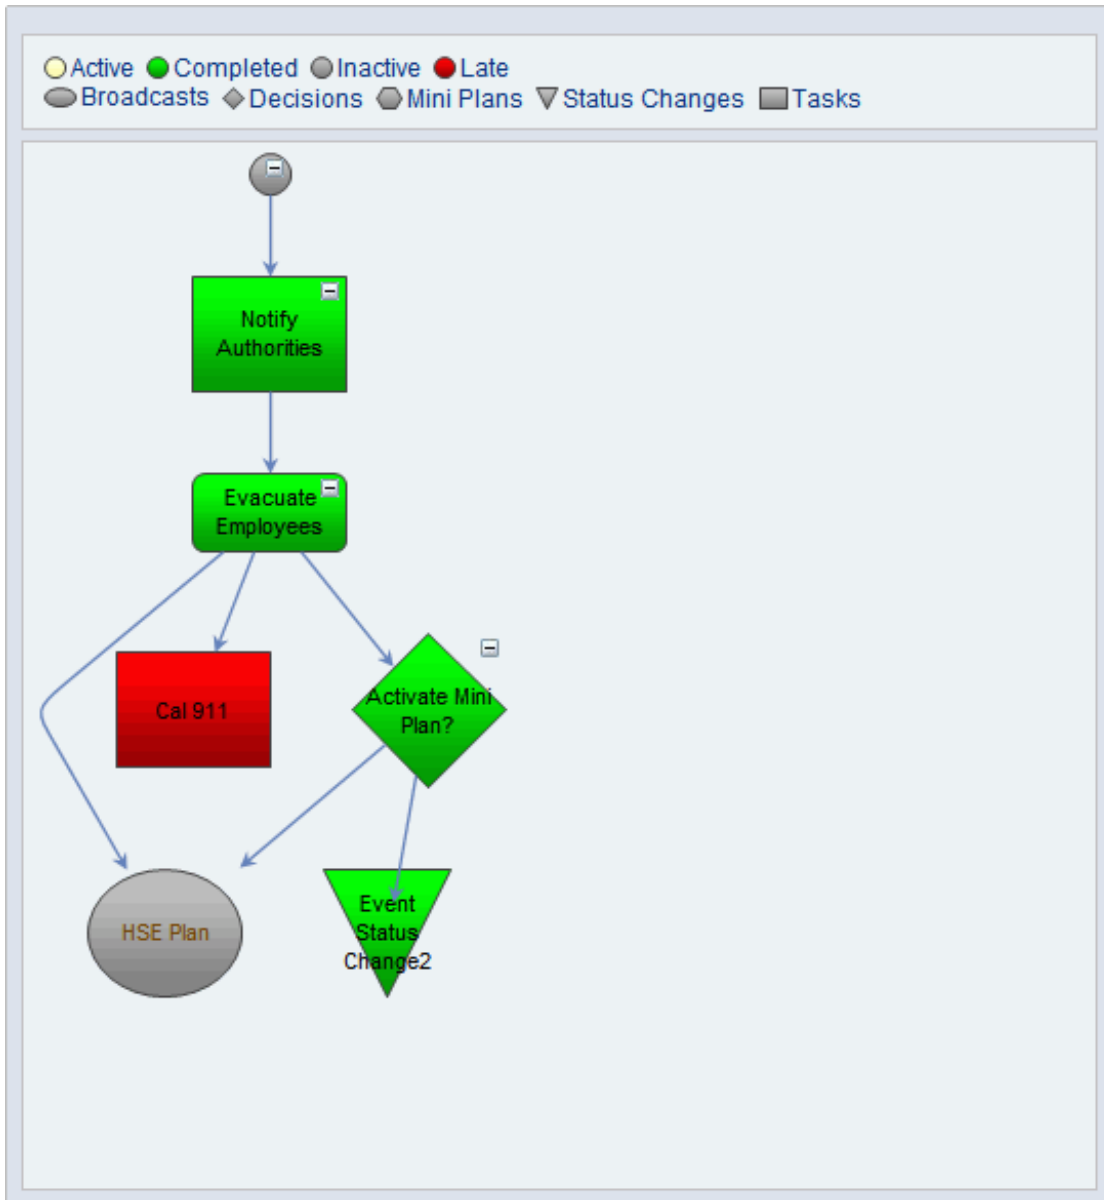 Active Completed Inactive Late
Broadcasts Decisions Mini Plans Status Changes Tasks
Notify
Authorities
Evacuate
Employees
Cal 911
Activate Mini
Plan?
HSE Plan
Event
Status
Change2